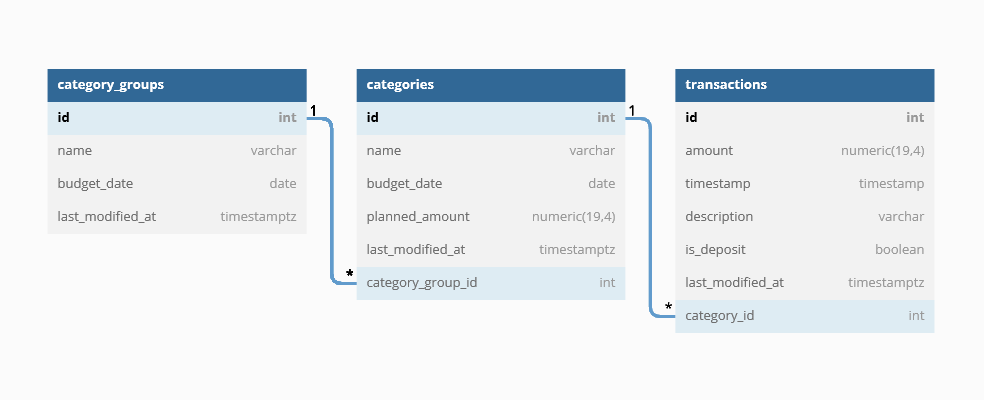 category_groups
id int
name varchar
budget_date date
last_modified_at timestamptz
1
*
categories
id int
name varchar
budget_date date
planned_amount numeric(19,4)
last_modified_at timestamptz
category_group_id int
1
*
transactions
id int
amount numeric(19,4)
timestamp timestamp
description varchar
is_deposit boolean
last_modified_at timestamptz
category_id int